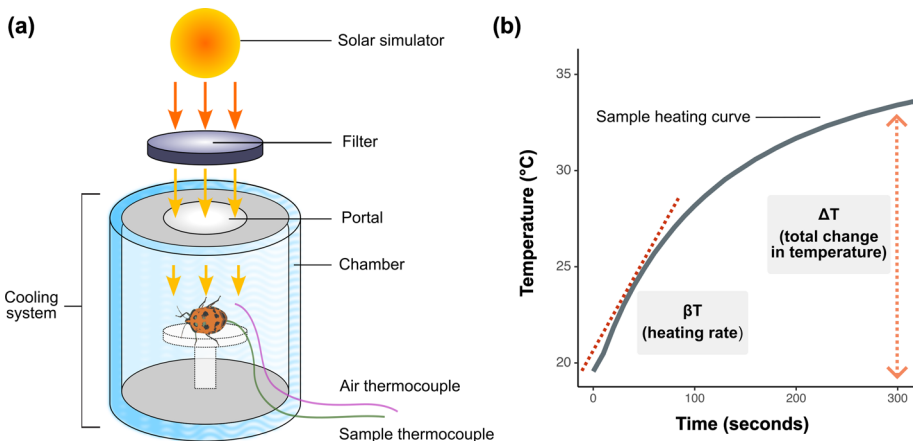 (a)
Solar simulator
Filter
Portal
Chamber
Cooling
system
Air thermocouple
Sample thermocouple
(b)
Temperature (°C)
35
30
25
20
Sample heating curve
ΔT
(total change
in temperature)
βT
(heating rate)
0
100
200
300
Time (seconds)